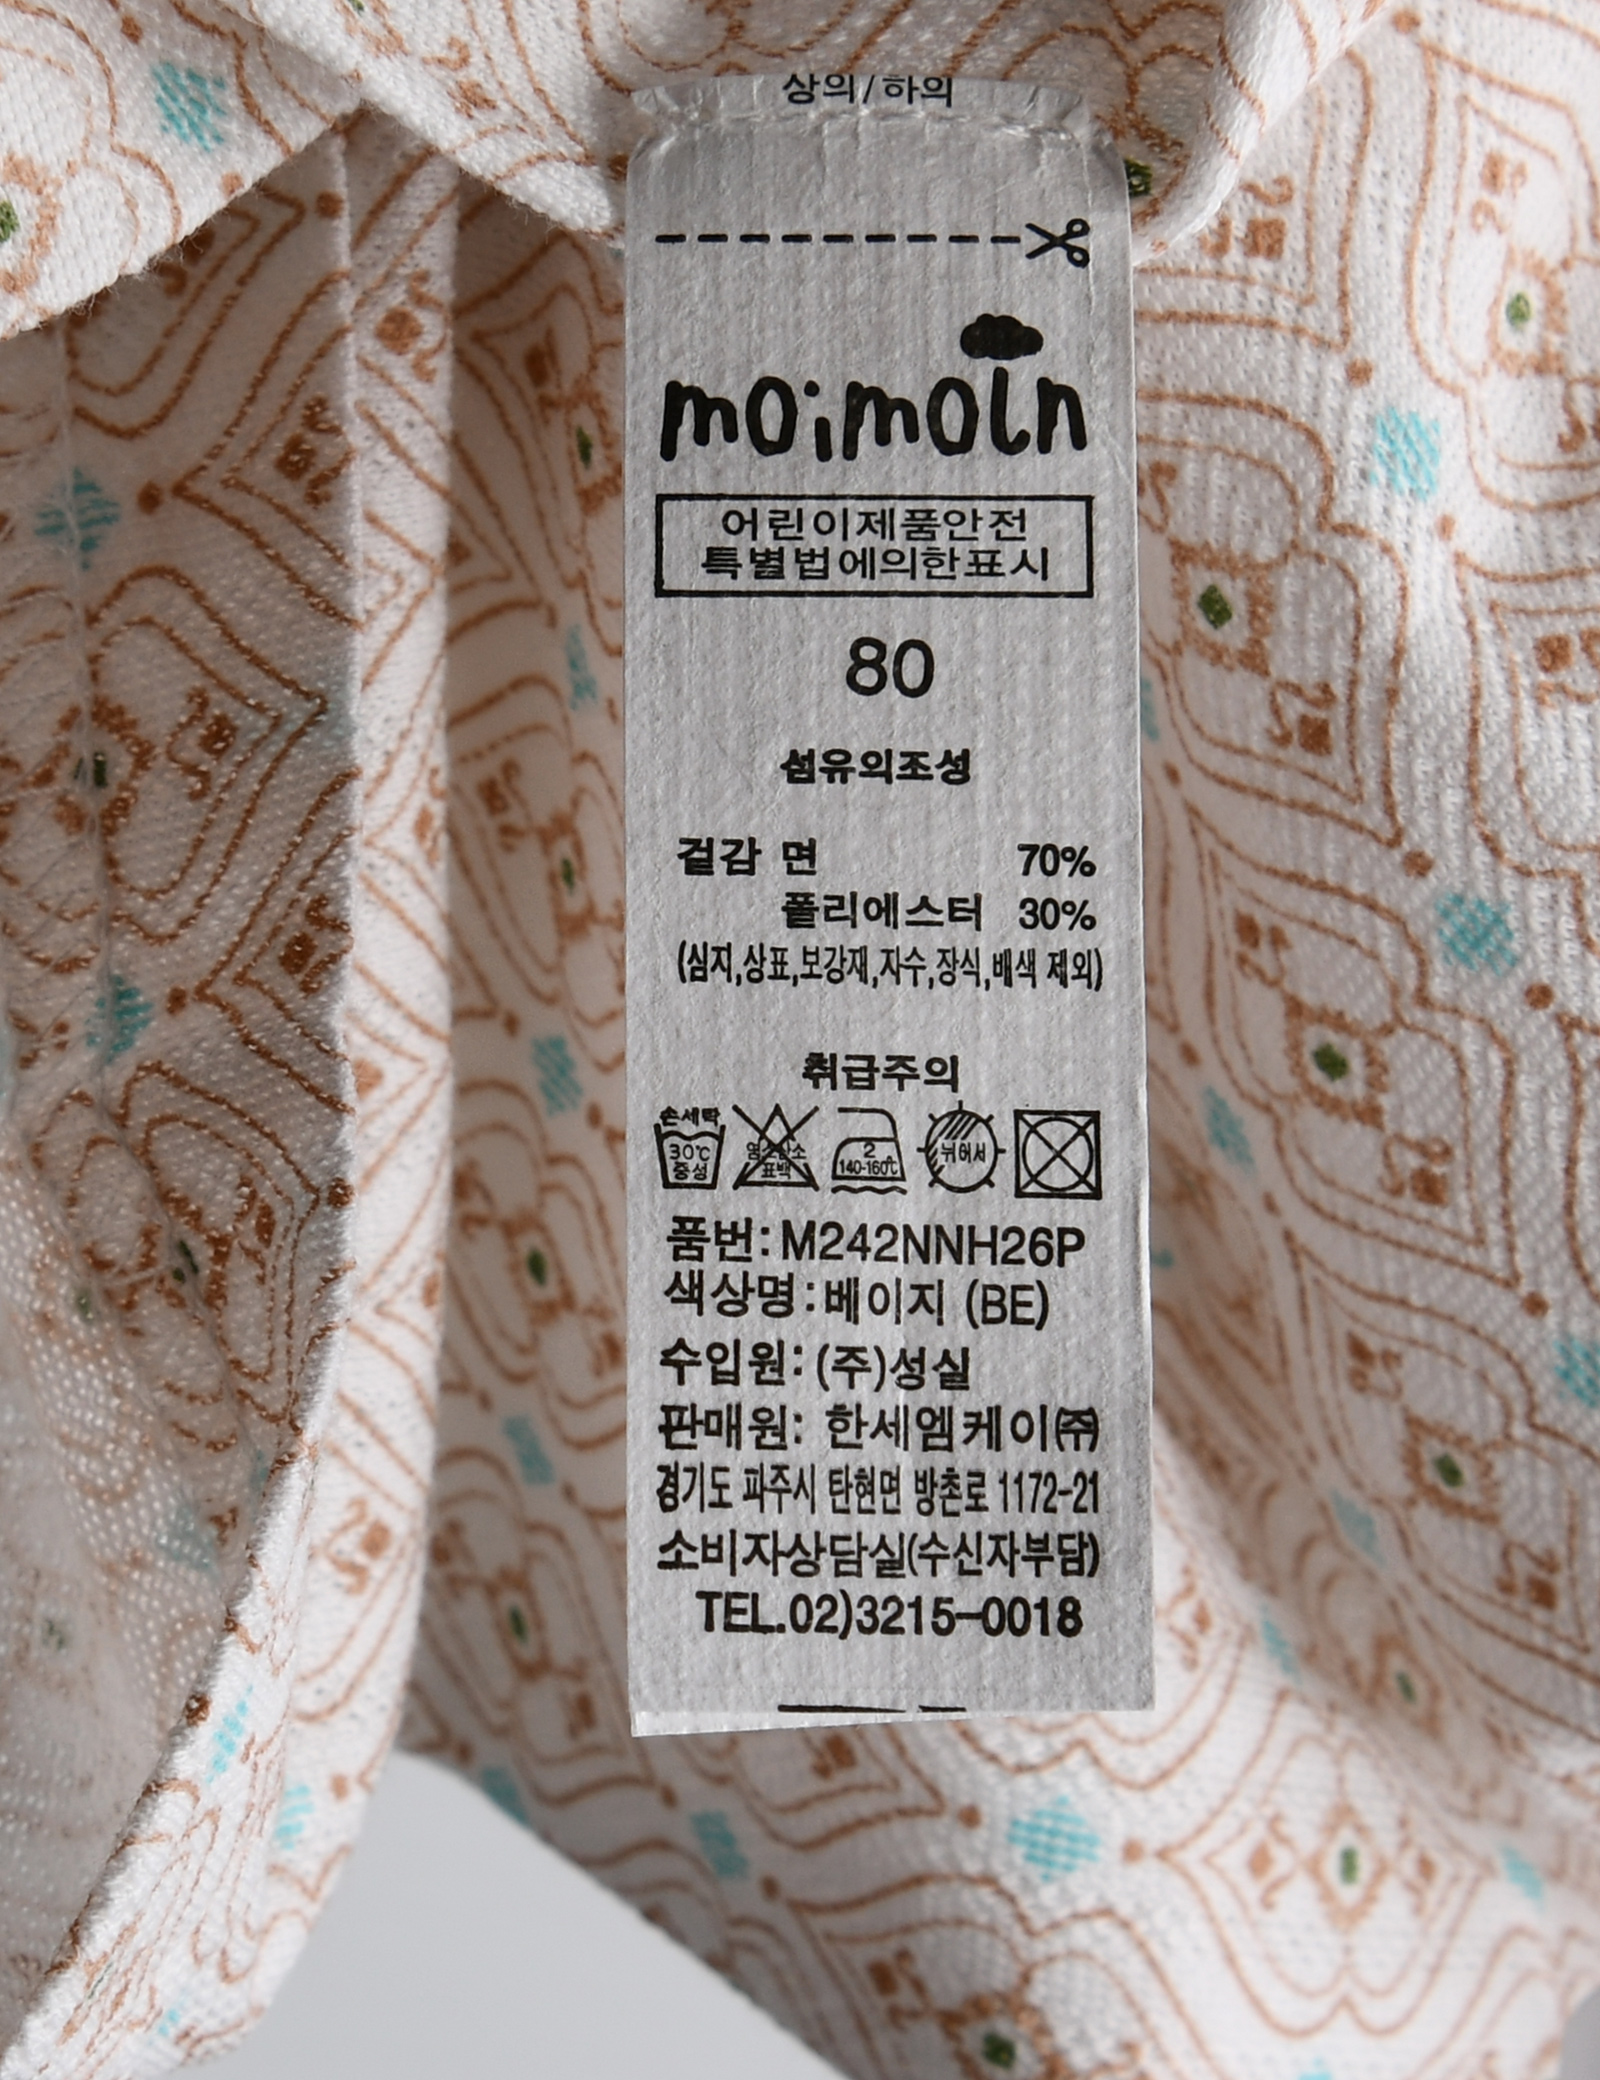 상의/하의
moimoln
어린이제품안전
특별법에의한표시
80
섬유의조성
겉감 면 70%
폴리에스터 30%
(심지,상표,보강재,자수,장식,배색 제외)
취급주의
손세탁
30℃
중성
염소산소
표백
2
140-160℃
뉘어서
품번:M242NNH26P
색상명:베이지 (BE)
수입원:(주)성실
판매원: 한세엠케이㈜
경기도 파주시 탄현면 방촌로 1172-21
소비자상담실(수신자부담)
TEL.02)3215-0018